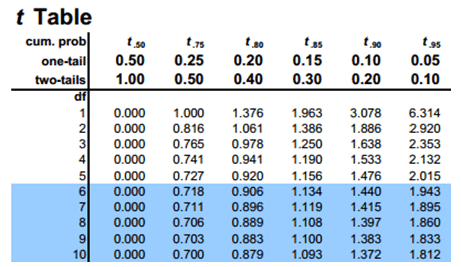 t Table
cum. prob t.50 t.75 t.80 t.85 t.90 t.95
one-tail 0.50 0.25 0.20 0.15 0.10 0.05
two-tails 1.00 0.50 0.40 0.30 0.20 0.10
df
1 0.000 1.000 1.376 1.963 3.078 6.314
2 0.000 0.816 1.061 1.386 1.886 2.920
3 0.000 0.765 0.978 1.250 1.638 2.353
4 0.000 0.741 0.941 1.190 1.533 2.132
5 0.000 0.727 0.920 1.156 1.476 2.015
6 0.000 0.718 0.906 1.134 1.440 1.943
7 0.000 0.711 0.896 1.119 1.415 1.895
8 0.000 0.706 0.889 1.108 1.397 1.860
9 0.000 0.703 0.883 1.100 1.383 1.833
10 0.000 0.700 0.879 1.093 1.372 1.812